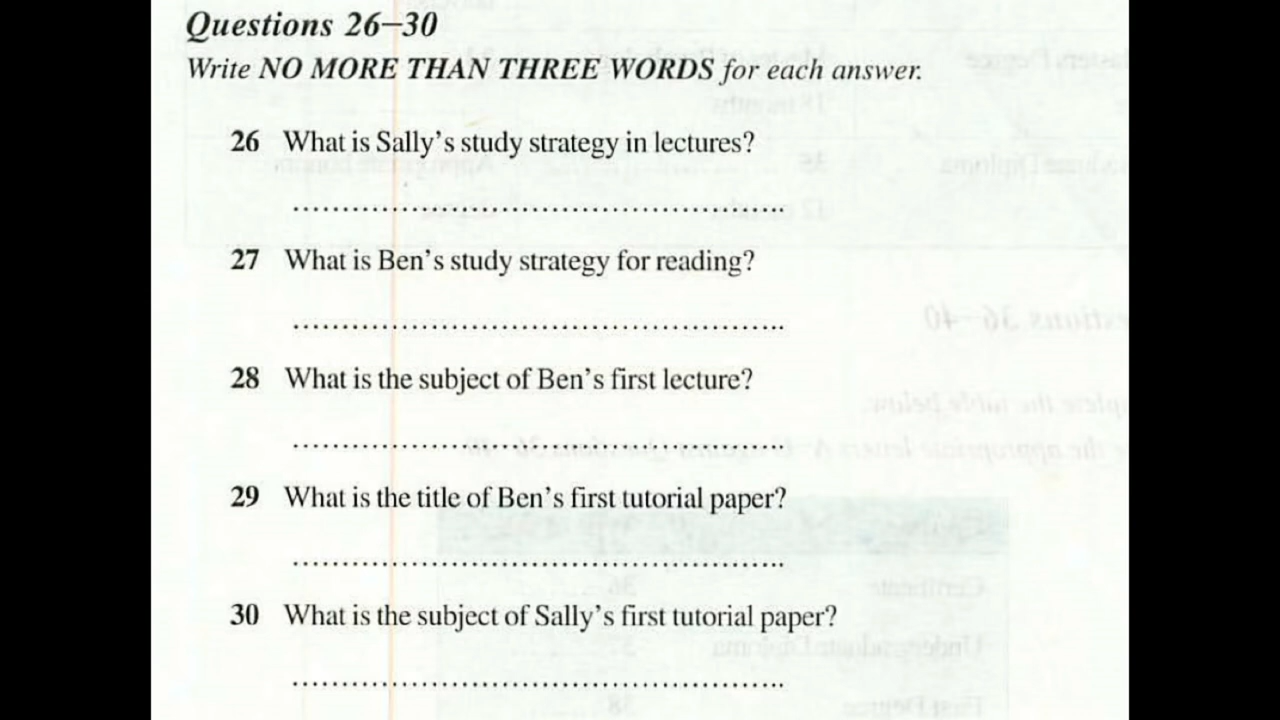 Questions 26–30
Write NO MORE THAN THREE WORDS for each answer.
26 What is Sally's study strategy in lectures?
................................................
27 What is Ben's study strategy for reading?
................................................
28 What is the subject of Ben's first lecture?
................................................
29 What is the title of Ben's first tutorial paper?
................................................
30 What is the subject of Sally's first tutorial paper?
................................................